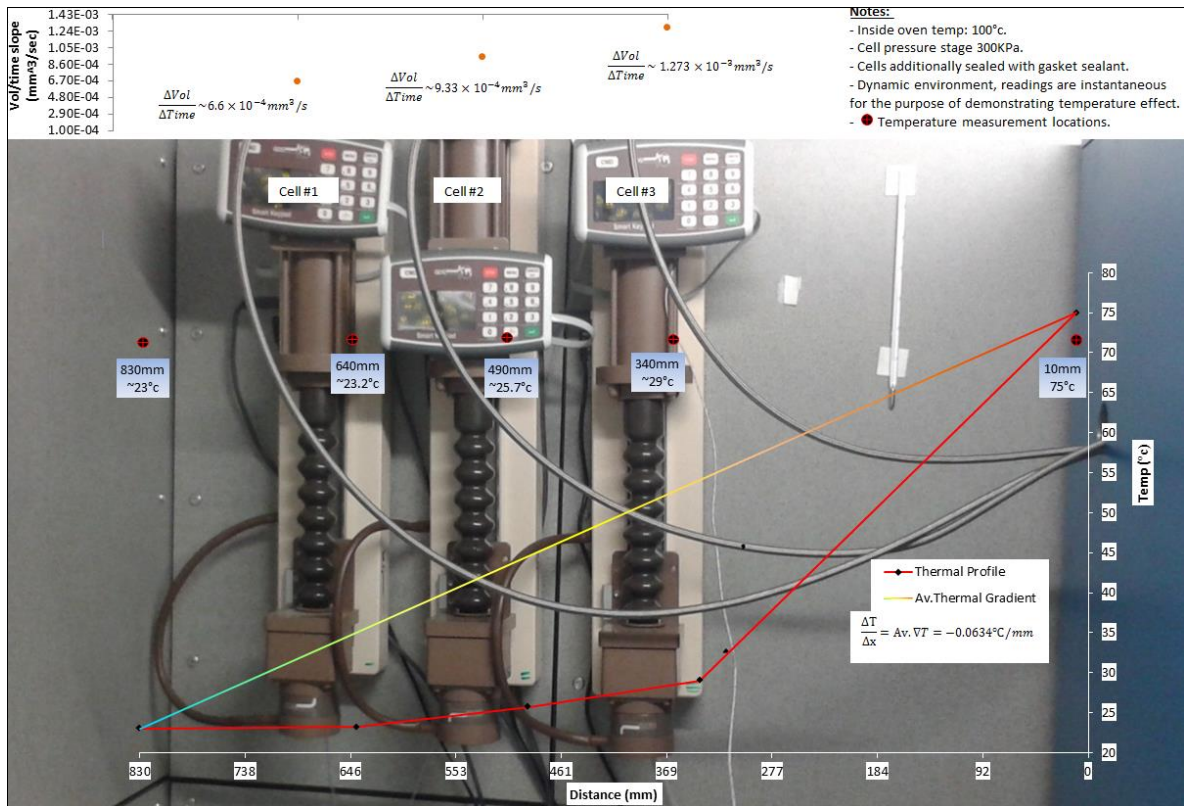 1.43E-03
1.24E-03
1.05E-03
8.60E-04
6.70E-04
4.80E-04
2.90E-04
1.00E-04
Vol/time slope
(mm^3/sec)
ΔVol/ΔTime ~6.6 × 10⁻⁴ mm³/s
ΔVol/ΔTime ~9.33 × 10⁻⁴ mm³/s
ΔVol/ΔTime ~ 1.273 × 10⁻³ mm³/s
Notes:
- Inside oven temp: 100°c.
- Cell pressure stage 300KPa.
- Cells additionally sealed with gasket sealant.
- Dynamic environment, readings are instantaneous
for the purpose of demonstrating temperature effect.
- Temperature measurement locations.
Cell #1
Cell #2
Cell #3
Smart Keypad
Smart Keypad
Smart Keypad
830mm
~23°c
640mm
~23.2°c
490mm
~25.7°c
340mm
~29°c
10mm
75°c
80
75
70
65
60
55
50
45
40
35
30
25
20
Temp (°c)
Thermal Profile
Av.Thermal Gradient
ΔT/Δx = Av. ∇T = −0.0634°C/mm
830
738
646
553
461
369
277
184
92
0
Distance (mm)